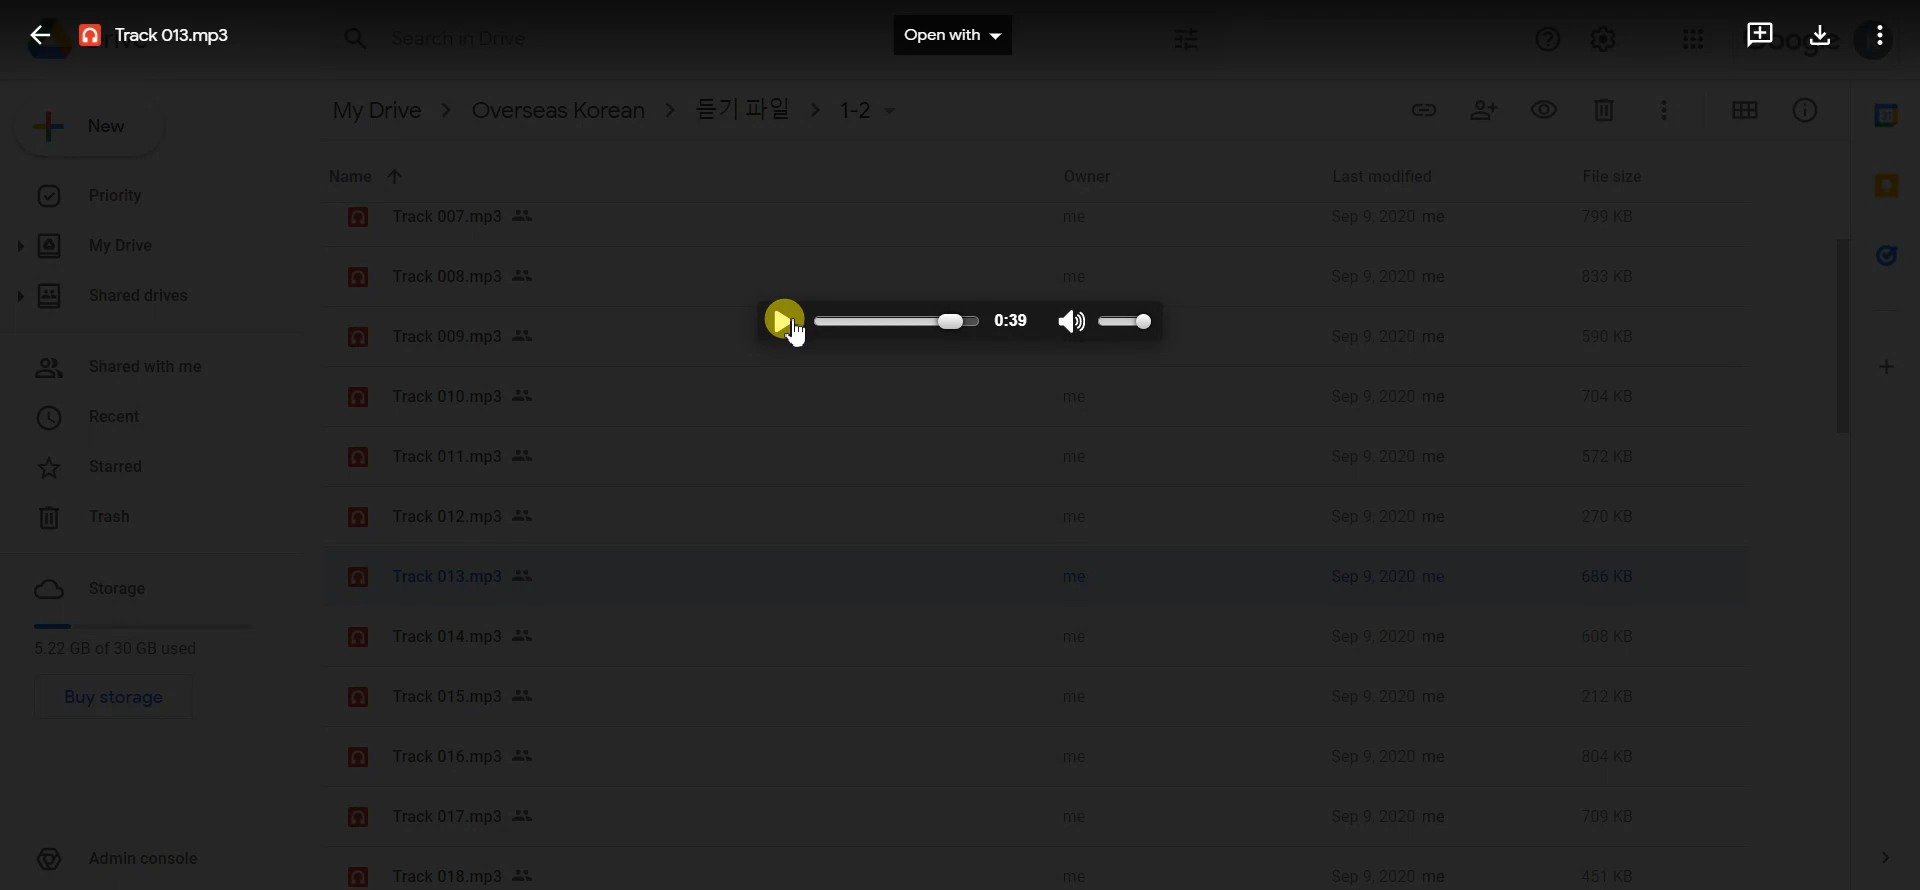 Track 013.mp3
Open with
Search in Drive
New
My Drive > Overseas Korean > 듣기 파일 > 1-2
Name Owner Last modified File size
Priority
My Drive
Shared drives
Shared with me
Recent
Starred
Trash
Storage
5.22 GB of 30 GB used
Buy storage
Admin console
Track 007.mp3 me Sep 9, 2020 me 799 KB
Track 008.mp3 me Sep 9, 2020 me 833 KB
0:39
Track 009.mp3 Sep 9, 2020 me 590 KB
Track 010.mp3 me Sep 9, 2020 me 704 KB
Track 011.mp3 me Sep 9, 2020 me 572 KB
Track 012.mp3 me Sep 9, 2020 me 270 KB
Track 013.mp3 me Sep 9, 2020 me 686 KB
Track 014.mp3 me Sep 9, 2020 me 608 KB
Track 015.mp3 me Sep 9, 2020 me 212 KB
Track 016.mp3 me Sep 9, 2020 me 804 KB
Track 017.mp3 me Sep 9, 2020 me 709 KB
Track 018.mp3 me Sep 9, 2020 me 451 KB